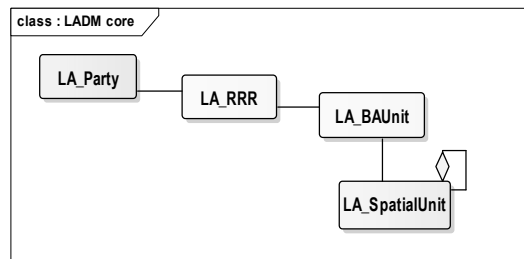 class : LADM core
LA_Party
LA_RRR
LA_BAUnit
LA_SpatialUnit